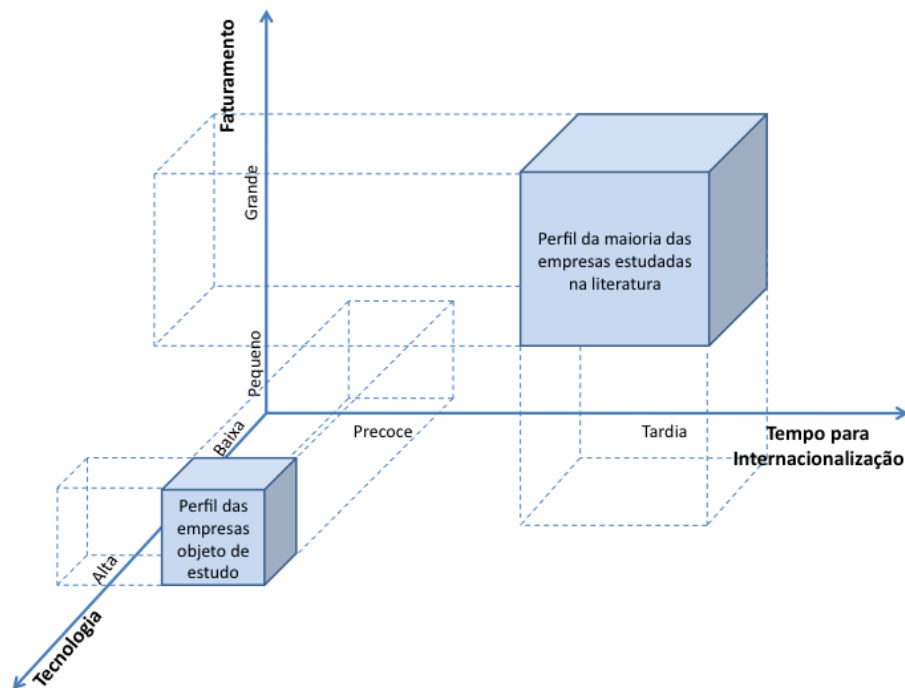 Faturamento
Grande
Pequeno
Perfil da maioria das
empresas estudadas
na literatura
Precoce
Tardia
Tempo para
Internacionalização
Baixa
Perfil das
empresas
objeto de
estudo
Alta
Tecnologia